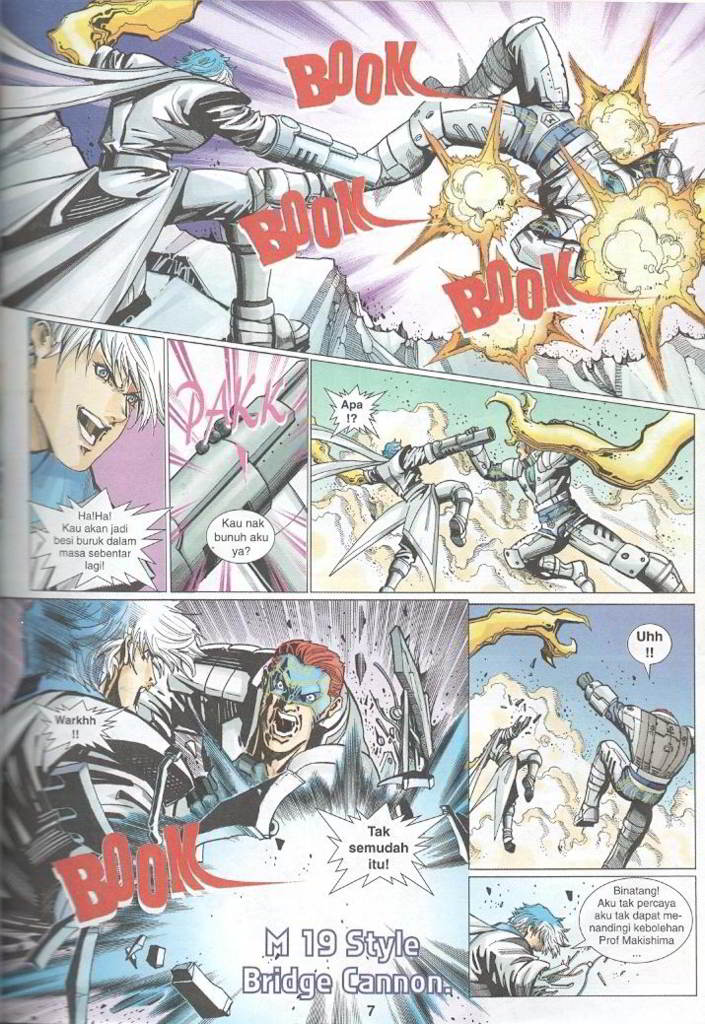 BOOM
BOOM
BOOM
Ha!Ha!
Kau akan jadi
besi buruk dalam
masa sebentar
lagi!
PAKK
Kau nak
bunuh aku
ya?
Apa
!?
Warkhh
!!
Tak
semudah
itu!
BOOM
M 19 Style
Bridge Cannon.
Uhh
!!
Binatang!
Aku tak percaya
aku tak dapat me-
nandingi kebolehan
Prof Makishima
...
7